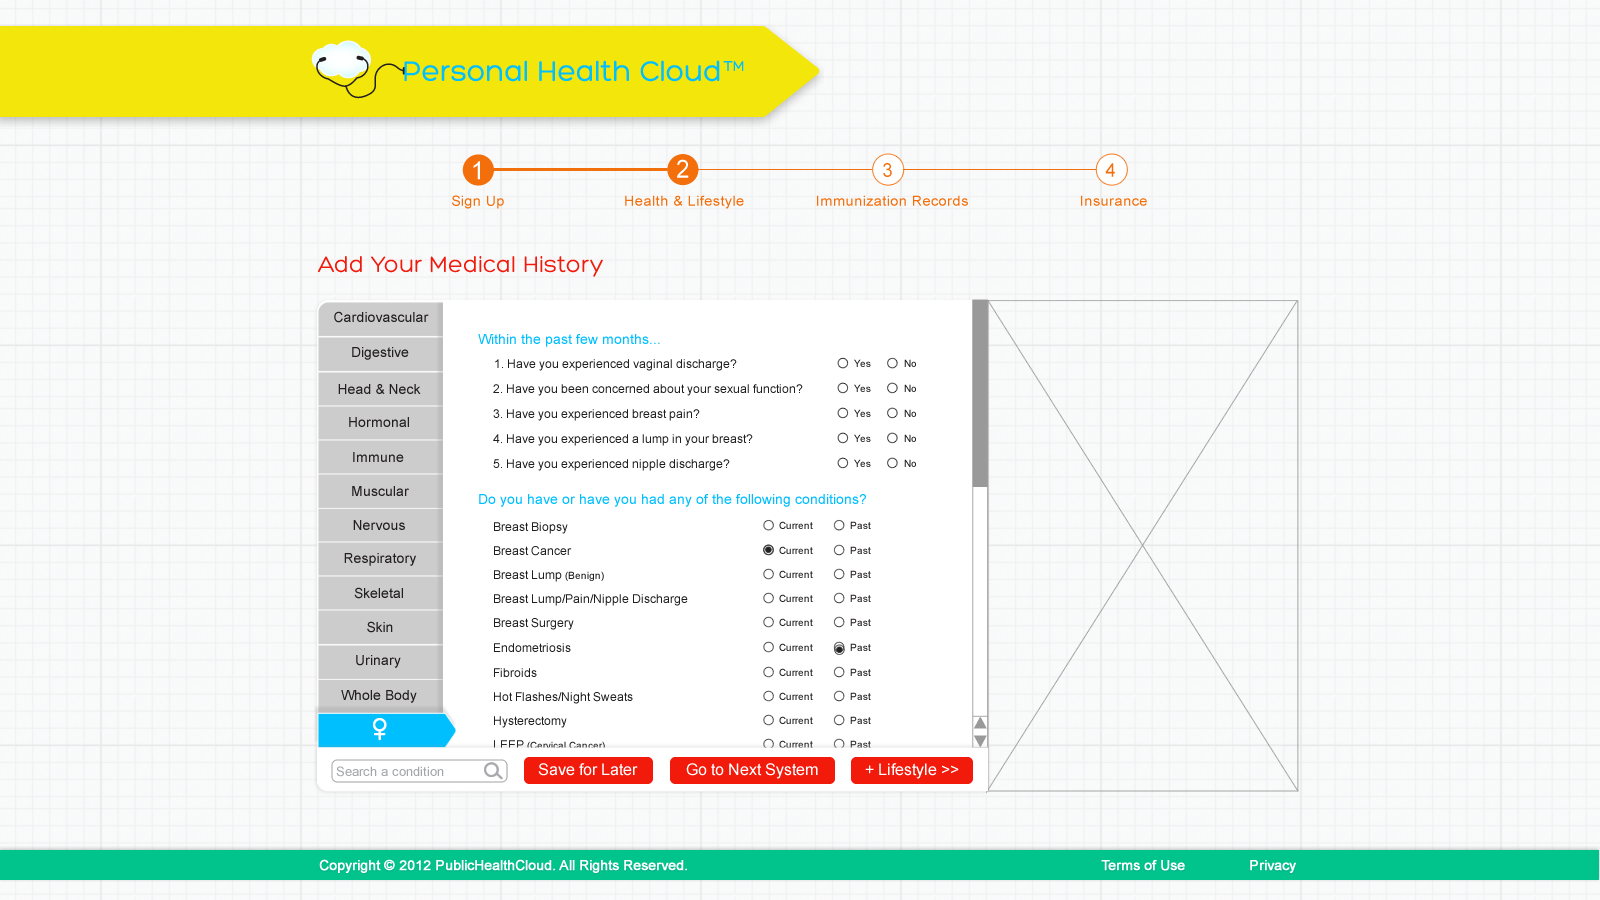 Personal Health Cloud™
1 2 3 4
Sign Up Health & Lifestyle Immunization Records Insurance
Add Your Medical History
Cardiovascular
Digestive
Head & Neck
Hormonal
Immune
Muscular
Nervous
Respiratory
Skeletal
Skin
Urinary
Whole Body
♀
Within the past few months...
1. Have you experienced vaginal discharge? Yes No
2. Have you been concerned about your sexual function? Yes No
3. Have you experienced breast pain? Yes No
4. Have you experienced a lump in your breast? Yes No
5. Have you experienced nipple discharge? Yes No
Do you have or have you had any of the following conditions?
Breast Biopsy Current Past
Breast Cancer Current Past
Breast Lump (Benign) Current Past
Breast Lump/Pain/Nipple Discharge Current Past
Breast Surgery Current Past
Endometriosis Current Past
Fibroids Current Past
Hot Flashes/Night Sweats Current Past
Hysterectomy Current Past
LEEP (Cervical Cancer) Current Past
Search a condition Save for Later Go to Next System + Lifestyle >>
Copyright © 2012 PublicHealthCloud. All Rights Reserved. Terms of Use Privacy